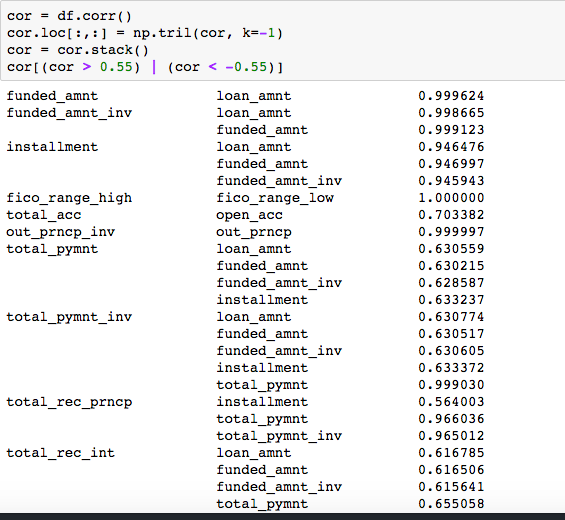 cor = df.corr()
cor.loc[:,:] = np.tril(cor, k=-1)
cor = cor.stack()
cor[(cor > 0.55) | (cor < -0.55)]
funded_amnt loan_amnt 0.999624
funded_amnt_inv loan_amnt 0.998665
funded_amnt 0.999123
installment loan_amnt 0.946476
funded_amnt 0.946997
funded_amnt_inv 0.945943
fico_range_high fico_range_low 1.000000
total_acc open_acc 0.703382
out_prncp_inv out_prncp 0.999997
total_pymnt loan_amnt 0.630559
funded_amnt 0.630215
funded_amnt_inv 0.628587
installment 0.633237
total_pymnt_inv loan_amnt 0.630774
funded_amnt 0.630517
funded_amnt_inv 0.630605
installment 0.633372
total_pymnt 0.999030
total_rec_prncp installment 0.564003
total_pymnt 0.966036
total_pymnt_inv 0.965012
total_rec_int loan_amnt 0.616785
funded_amnt 0.616506
funded_amnt_inv 0.615641
total_pymnt 0.655058